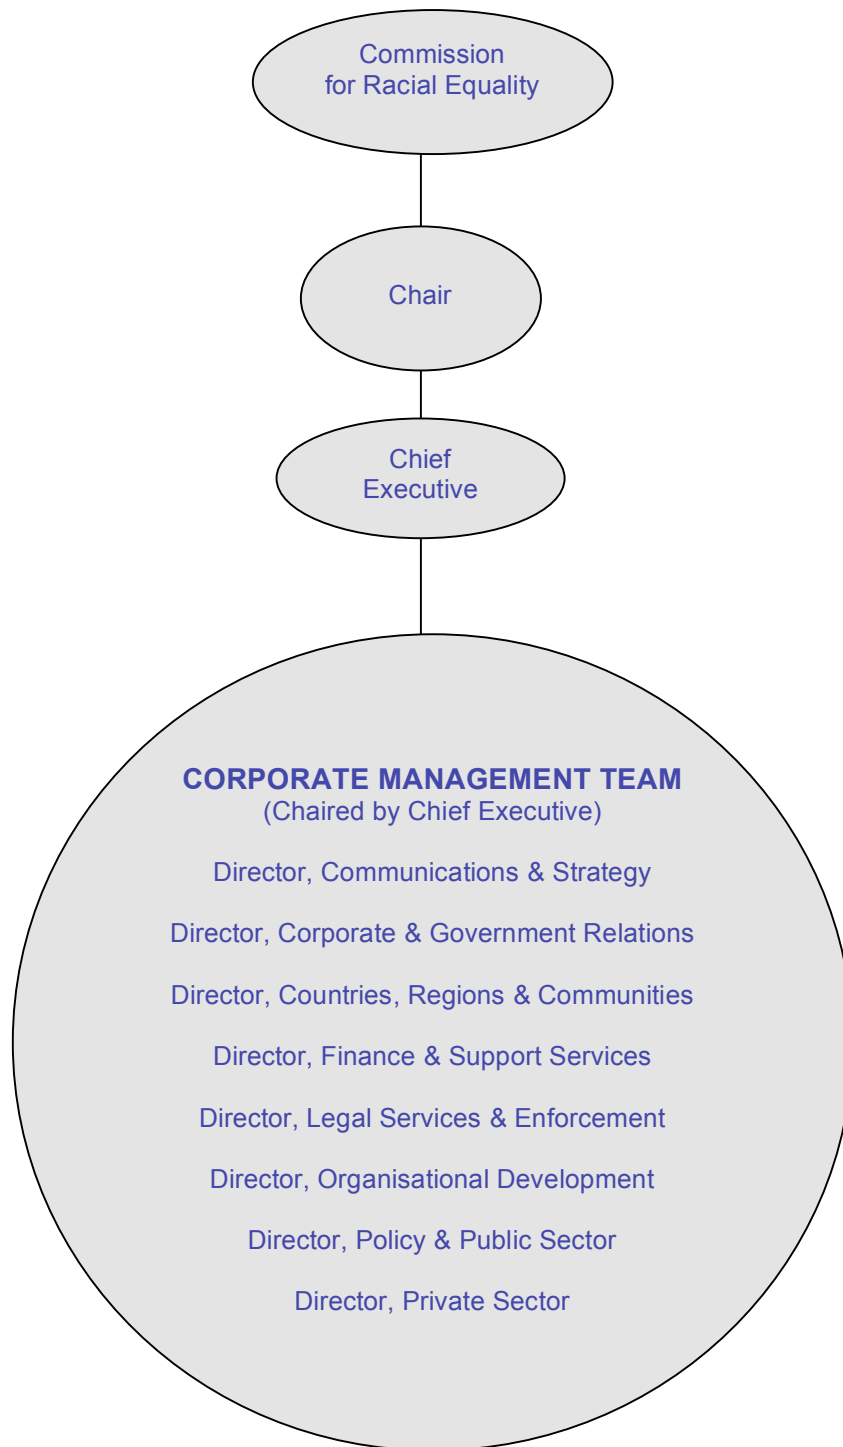 Commission
for Racial Equality
Chair
Chief
Executive
CORPORATE MANAGEMENT TEAM
(Chaired by Chief Executive)
Director, Communications & Strategy
Director, Corporate & Government Relations
Director, Countries, Regions & Communities
Director, Finance & Support Services
Director, Legal Services & Enforcement
Director, Organisational Development
Director, Policy & Public Sector
Director, Private Sector